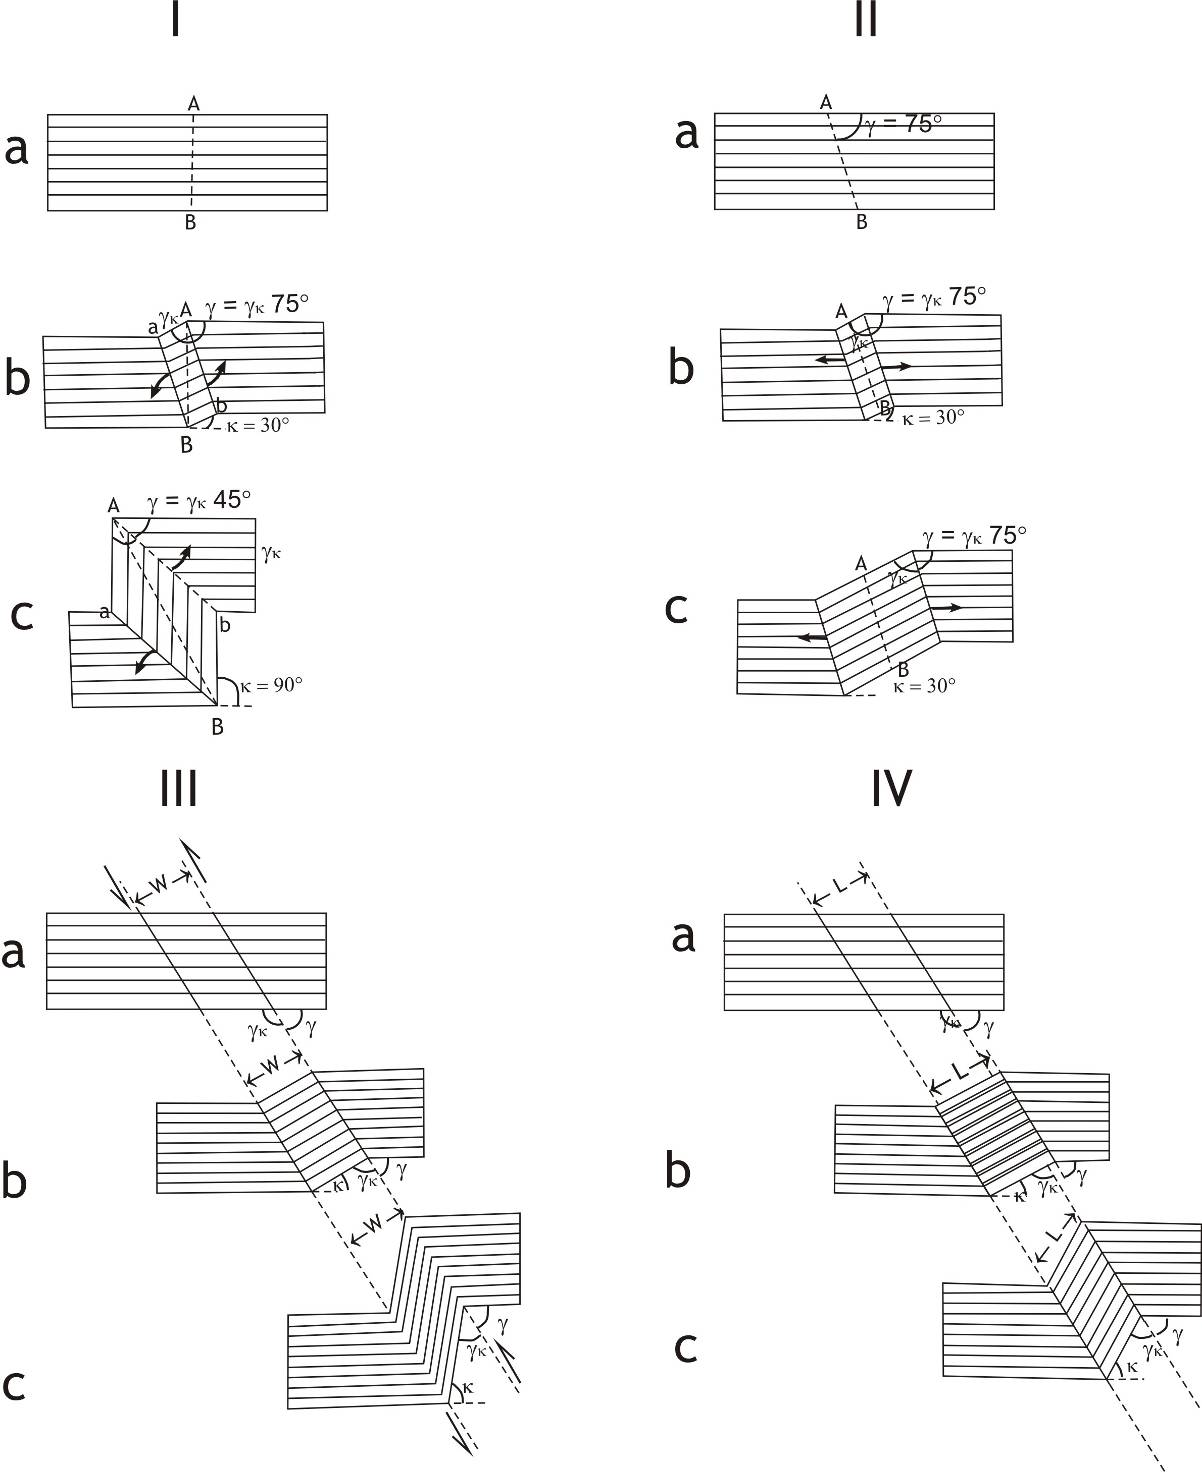 I
II
a
A
B
a
A
γ = 75°
B
b
a
γκ
A
γ = γκ 75°
b
κ = 30°
B
b
A
γ = γκ 75°
γκ
B
κ = 30°
c
A
γ = γκ 45°
γκ
a
b
κ = 90°
B
c
A
γ = γκ 75°
γκ
B
κ = 30°
III
IV
a
W
γκ
γ
a
L
γκ
γ
b
W
κ
γκ
γ
b
L
κ
γκ
γ
c
W
γ
γκ
κ
c
L
κ
γκ
γ